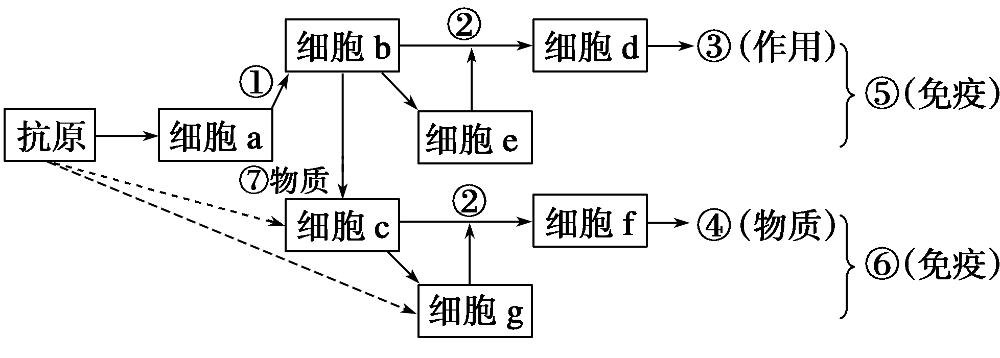 细胞 b
②
细胞 d
③(作用)
①
⑤(免疫)
抗原
细胞 a
细胞 e
⑦物质
②
细胞 c
细胞 f
④(物质)
⑥(免疫)
细胞 g